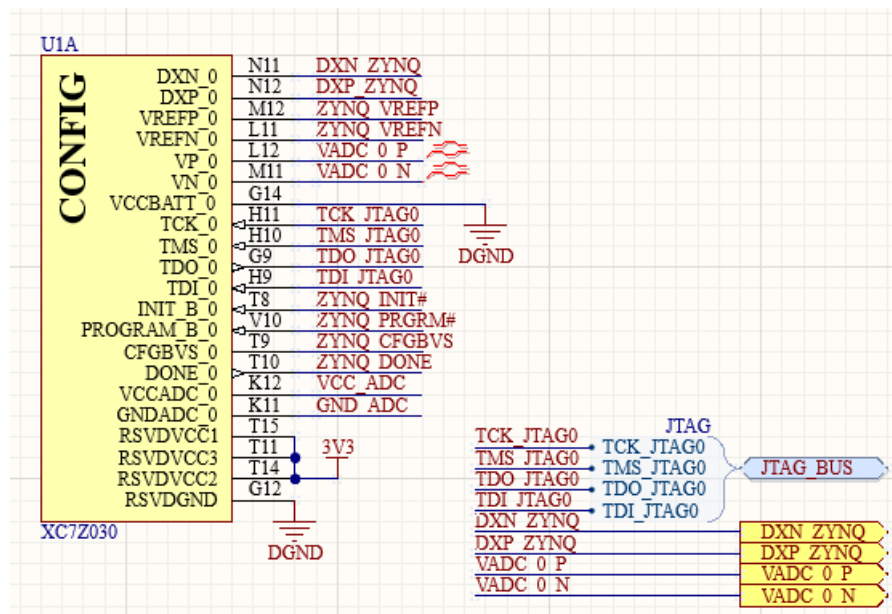 U1A
CONFIG
DXN_0 N11 DXN_ZYNQ
DXP_0 N12 DXP_ZYNQ
VREFP_0 M12 ZYNQ_VREFP
VREFN_0 L11 ZYNQ_VREFN
VP_0 L12 VADC_0_P
VN_0 M11 VADC_0_N
VCCBATT_0 G14
TCK_0 H11 TCK_JTAG0
TMS_0 H10 TMS_JTAG0
DGND
TDO_0 G9 TDO_JTAG0
TDI_0 H9 TDI_JTAG0
INIT_B_0 T8 ZYNQ_INIT#
PROGRAM_B_0 V10 ZYNQ_PRGRM#
CFGBVS_0 T9 ZYNQ_CFGBVS
DONE_0 T10 ZYNQ_DONE
VCCADC_0 K12 VCC_ADC
GNDADC_0 K11 GND_ADC
RSVDVCC1 T15
RSVDVCC3 T11
3V3
RSVDVCC2 T14
RSVDGND G12
XC7Z030
DGND
JTAG
TCK_JTAG0 TCK_JTAG0
TMS_JTAG0 TMS_JTAG0
JTAG_BUS
TDO_JTAG0 TDO_JTAG0
TDI_JTAG0 TDI_JTAG0
DXN_ZYNQ DXN_ZYNQ
DXP_ZYNQ DXP_ZYNQ
VADC_0_P VADC_0_P
VADC_0_N VADC_0_N